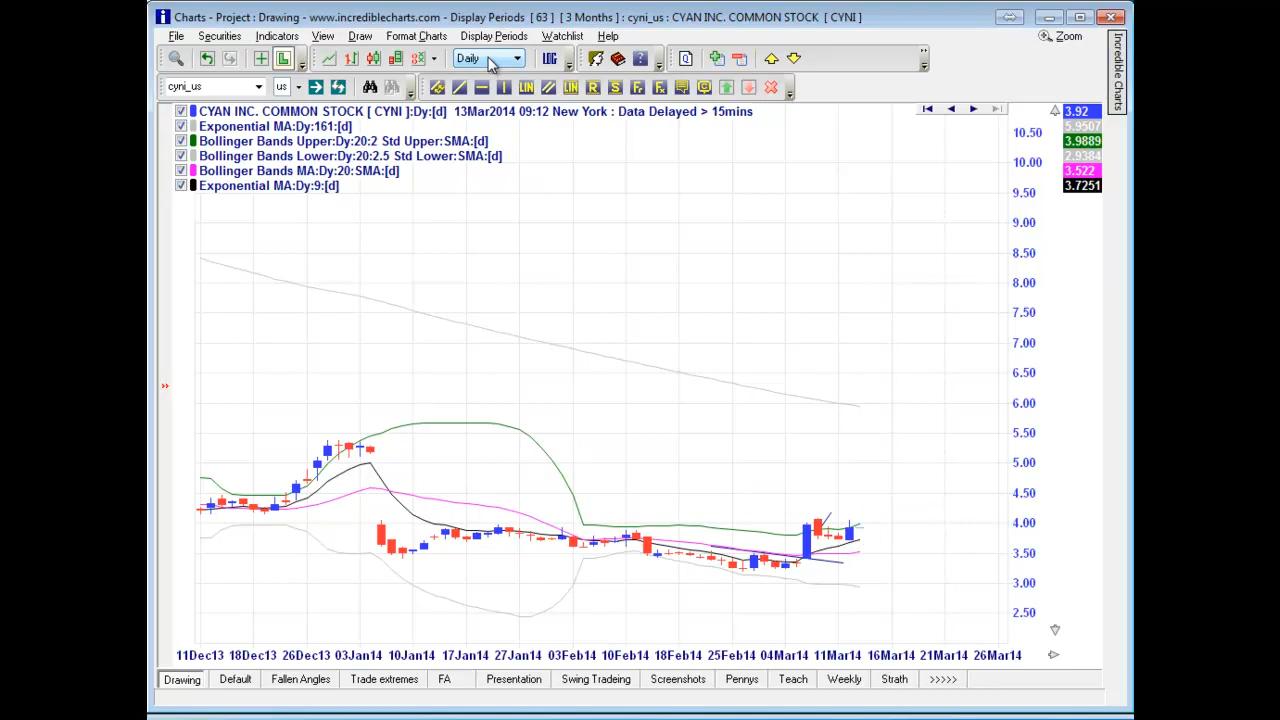 Charts - Project : Drawing - www.incrediblecharts.com - Display Periods [ 63 ] [ 3 Months ] : cyni_us : CYAN INC. COMMON STOCK [ CYNI ]
File Securities Indicators View Draw Format Charts Display Periods Watchlist Help Zoom
Daily LOG
cyni_us us LIN LIN R S
Incredible Charts
CYAN INC. COMMON STOCK [ CYNI ]:Dy:[d] 13Mar2014 09:12 New York : Data Delayed > 15mins
Exponential MA:Dy:161:[d]
Bollinger Bands Upper:Dy:20:2 Std Upper:SMA:[d]
Bollinger Bands Lower:Dy:20:2.5 Std Lower:SMA:[d]
Bollinger Bands MA:Dy:20:SMA:[d]
Exponential MA:Dy:9:[d]
3.92
5.9507
3.9889
2.9384
3.522
3.7251
10.50
10.00
9.50
9.00
8.50
8.00
7.50
7.00
6.50
6.00
5.50
5.00
4.50
4.00
3.50
3.00
2.50
11Dec13 18Dec13 26Dec13 03Jan14 10Jan14 17Jan14 27Jan14 03Feb14 10Feb14 18Feb14 25Feb14 04Mar14 11Mar14 16Mar14 21Mar14 26Mar14
Drawing Default Fallen Angles Trade extremes FA Presentation Swing Tradeing Screenshots Pennys Teach Weekly Strath >>>>>